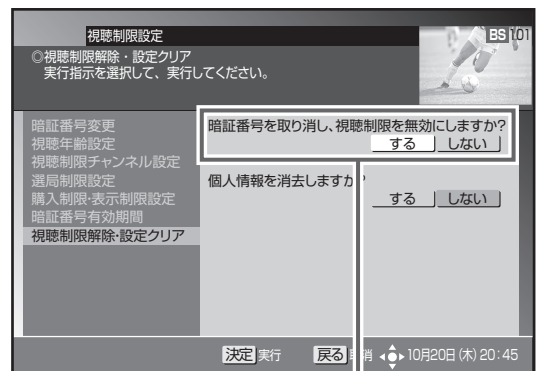 視聴制限設定
BS 101
◎視聴制限解除・設定クリア
実行指示を選択して、実行してください。
暗証番号変更
視聴年齢設定
視聴制限チャンネル設定
選局制限設定
購入制限・表示制限設定
暗証番号有効期間
視聴制限解除・設定クリア
暗証番号を取り消し、視聴制限を無効にしますか?
する しない
個人情報を消去しますか?
する しない
決定 実行 戻る 取消 10月20日(木) 20:45